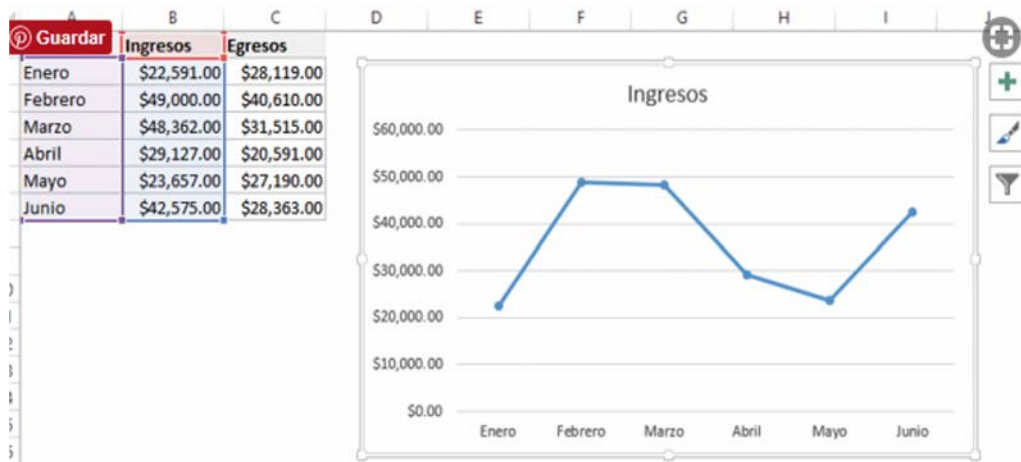 A B C D E F G H I J
Guardar
Ingresos Egresos
Enero $22,591.00 $28,119.00
Febrero $49,000.00 $40,610.00
Marzo $48,362.00 $31,515.00
Abril $29,127.00 $20,591.00
Mayo $23,657.00 $27,190.00
Junio $42,575.00 $28,363.00
Ingresos
$60,000.00
$50,000.00
$40,000.00
$30,000.00
$20,000.00
$10,000.00
$0.00
Enero Febrero Marzo Abril Mayo Junio